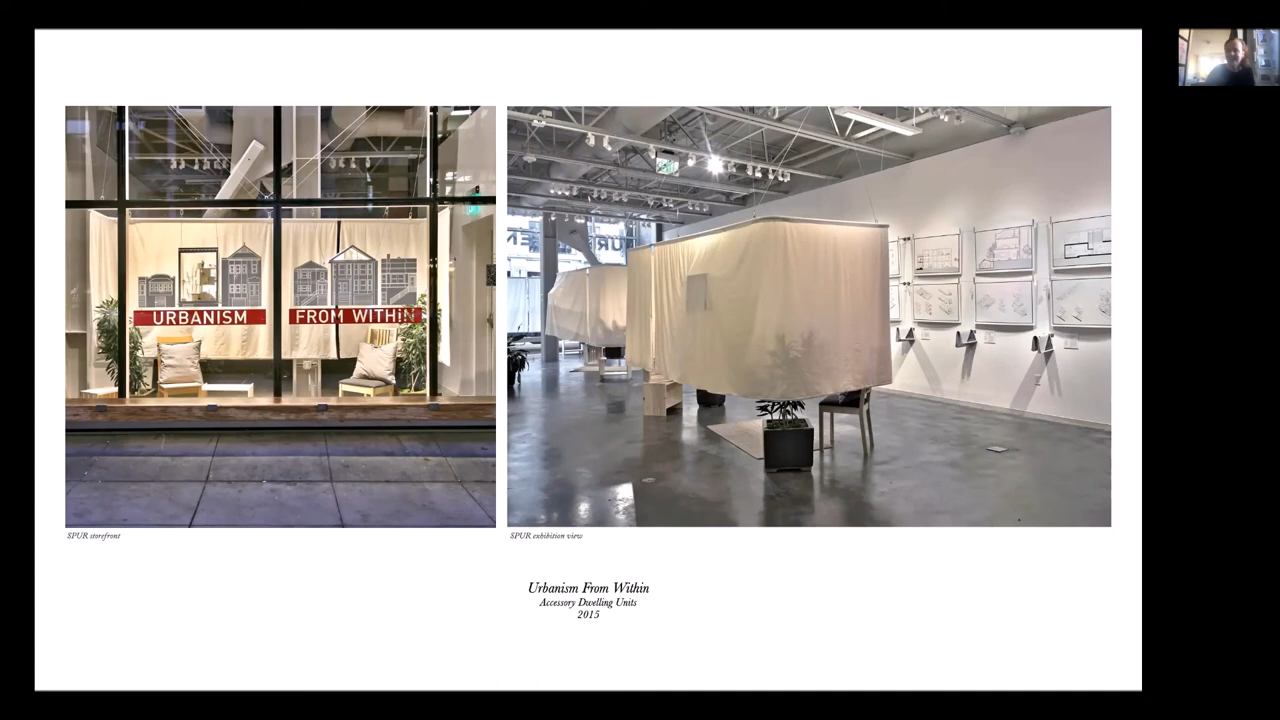 URBANISM
FROM WITHIN
SPUR storefront
SPUR exhibition view
Urbanism From Within
Accessory Dwelling Units
2015